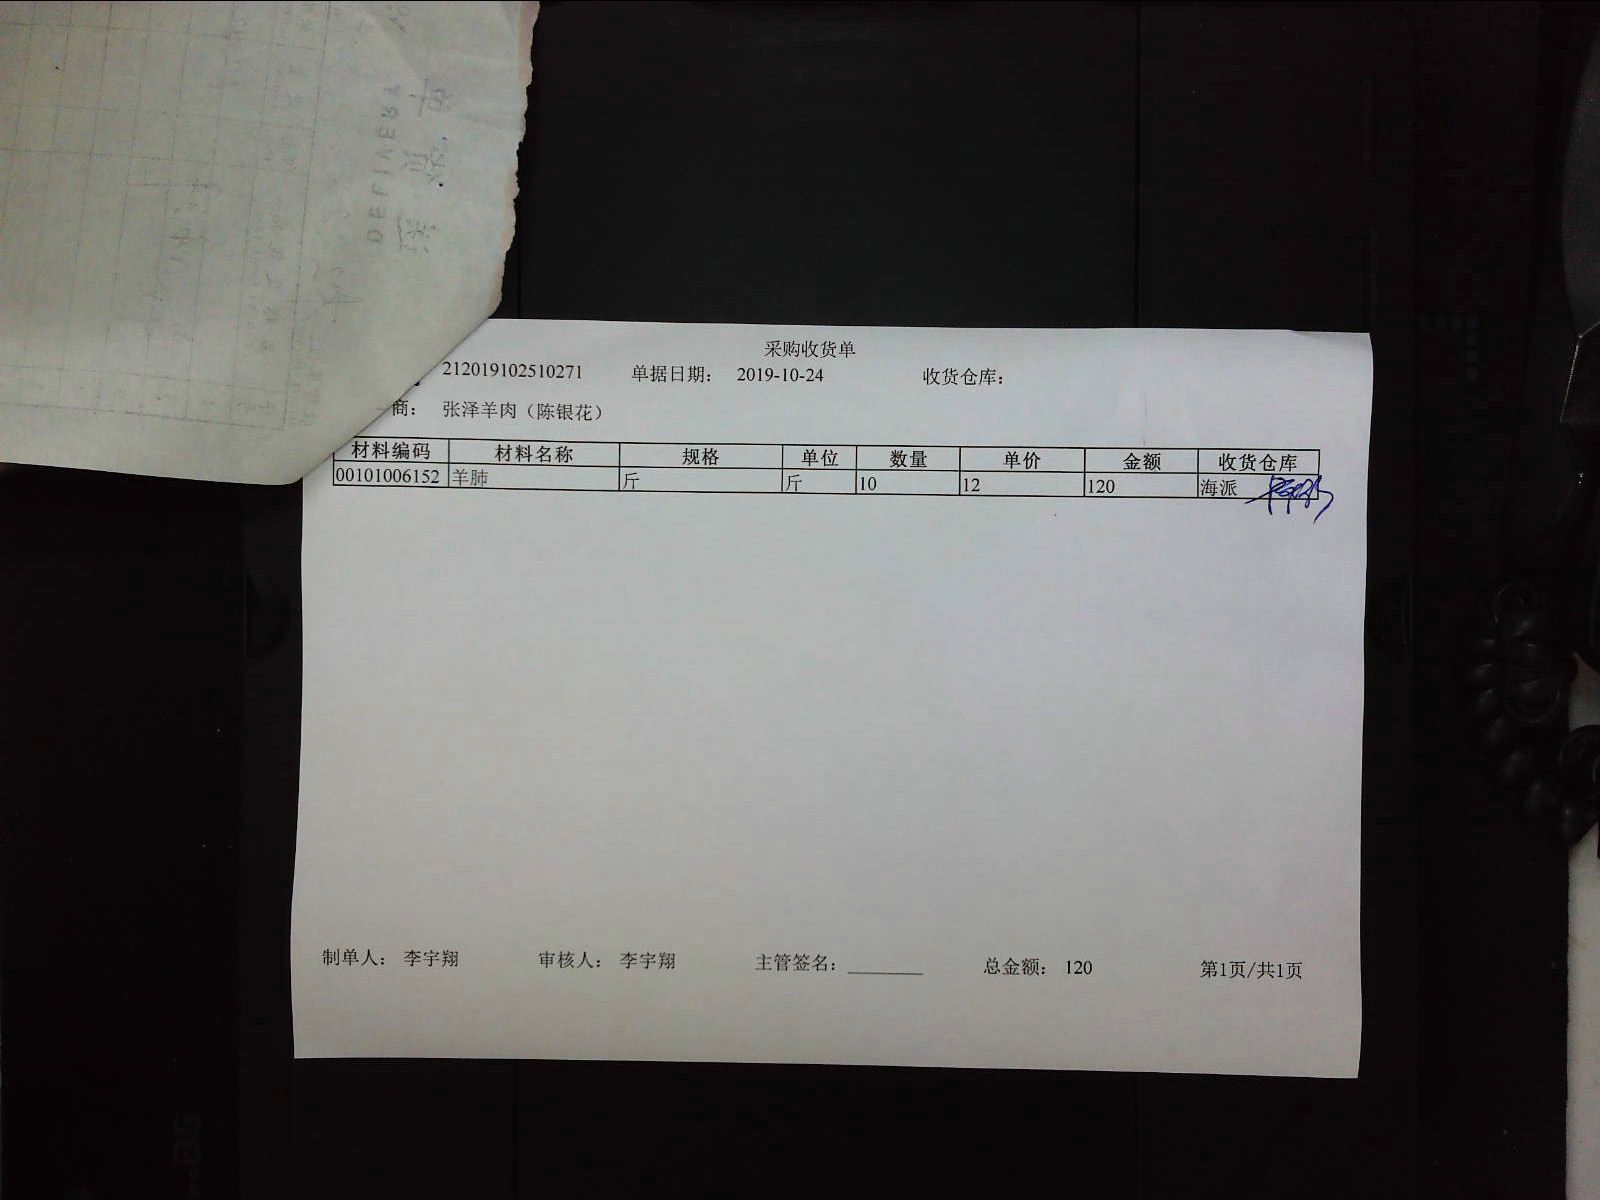 DELIVERY
送 货 单
采购收货单
212019102510271 单据日期： 2019-10-24 收货仓库：
商： 张泽羊肉（陈银花）
材料编码 材料名称 规格 单位 数量 单价 金额 收货仓库
00101006152 羊肺 斤 斤 10 12 120 海派
制单人： 李宇翔 审核人： 李宇翔 主管签名： 总金额： 120 第1页/共1页